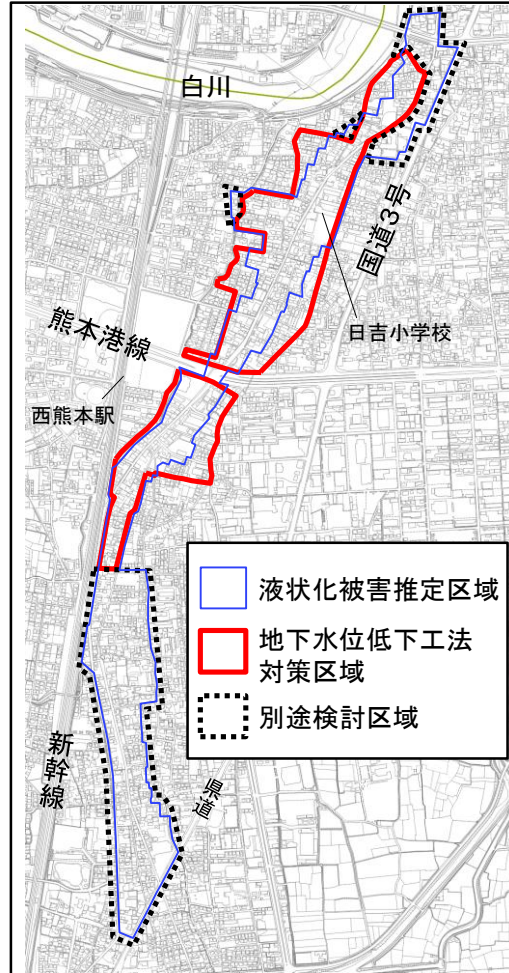 白川
国道3号
日吉小学校
熊本港線
西熊本駅
液状化被害推定区域
地下水位低下工法
対策区域
別途検討区域
新幹線
県道